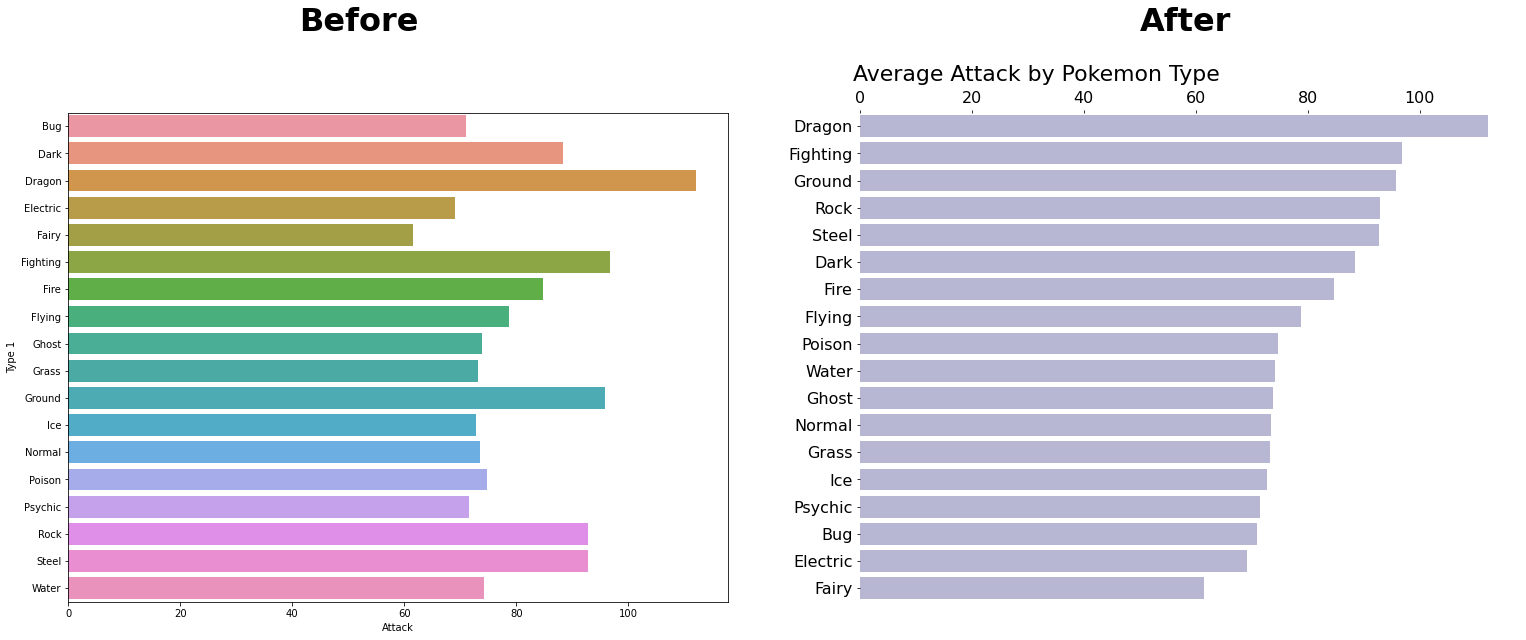 Before
Bug
Dark
Dragon
Electric
Fairy
Fighting
Fire
Flying
Ghost
Grass
Ground
Ice
Normal
Poison
Psychic
Rock
Steel
Water
Type 1
0 20 40 60 80 100
Attack
After
Average Attack by Pokemon Type
0 20 40 60 80 100
Dragon
Fighting
Ground
Rock
Steel
Dark
Fire
Flying
Poison
Water
Ghost
Normal
Grass
Ice
Psychic
Bug
Electric
Fairy